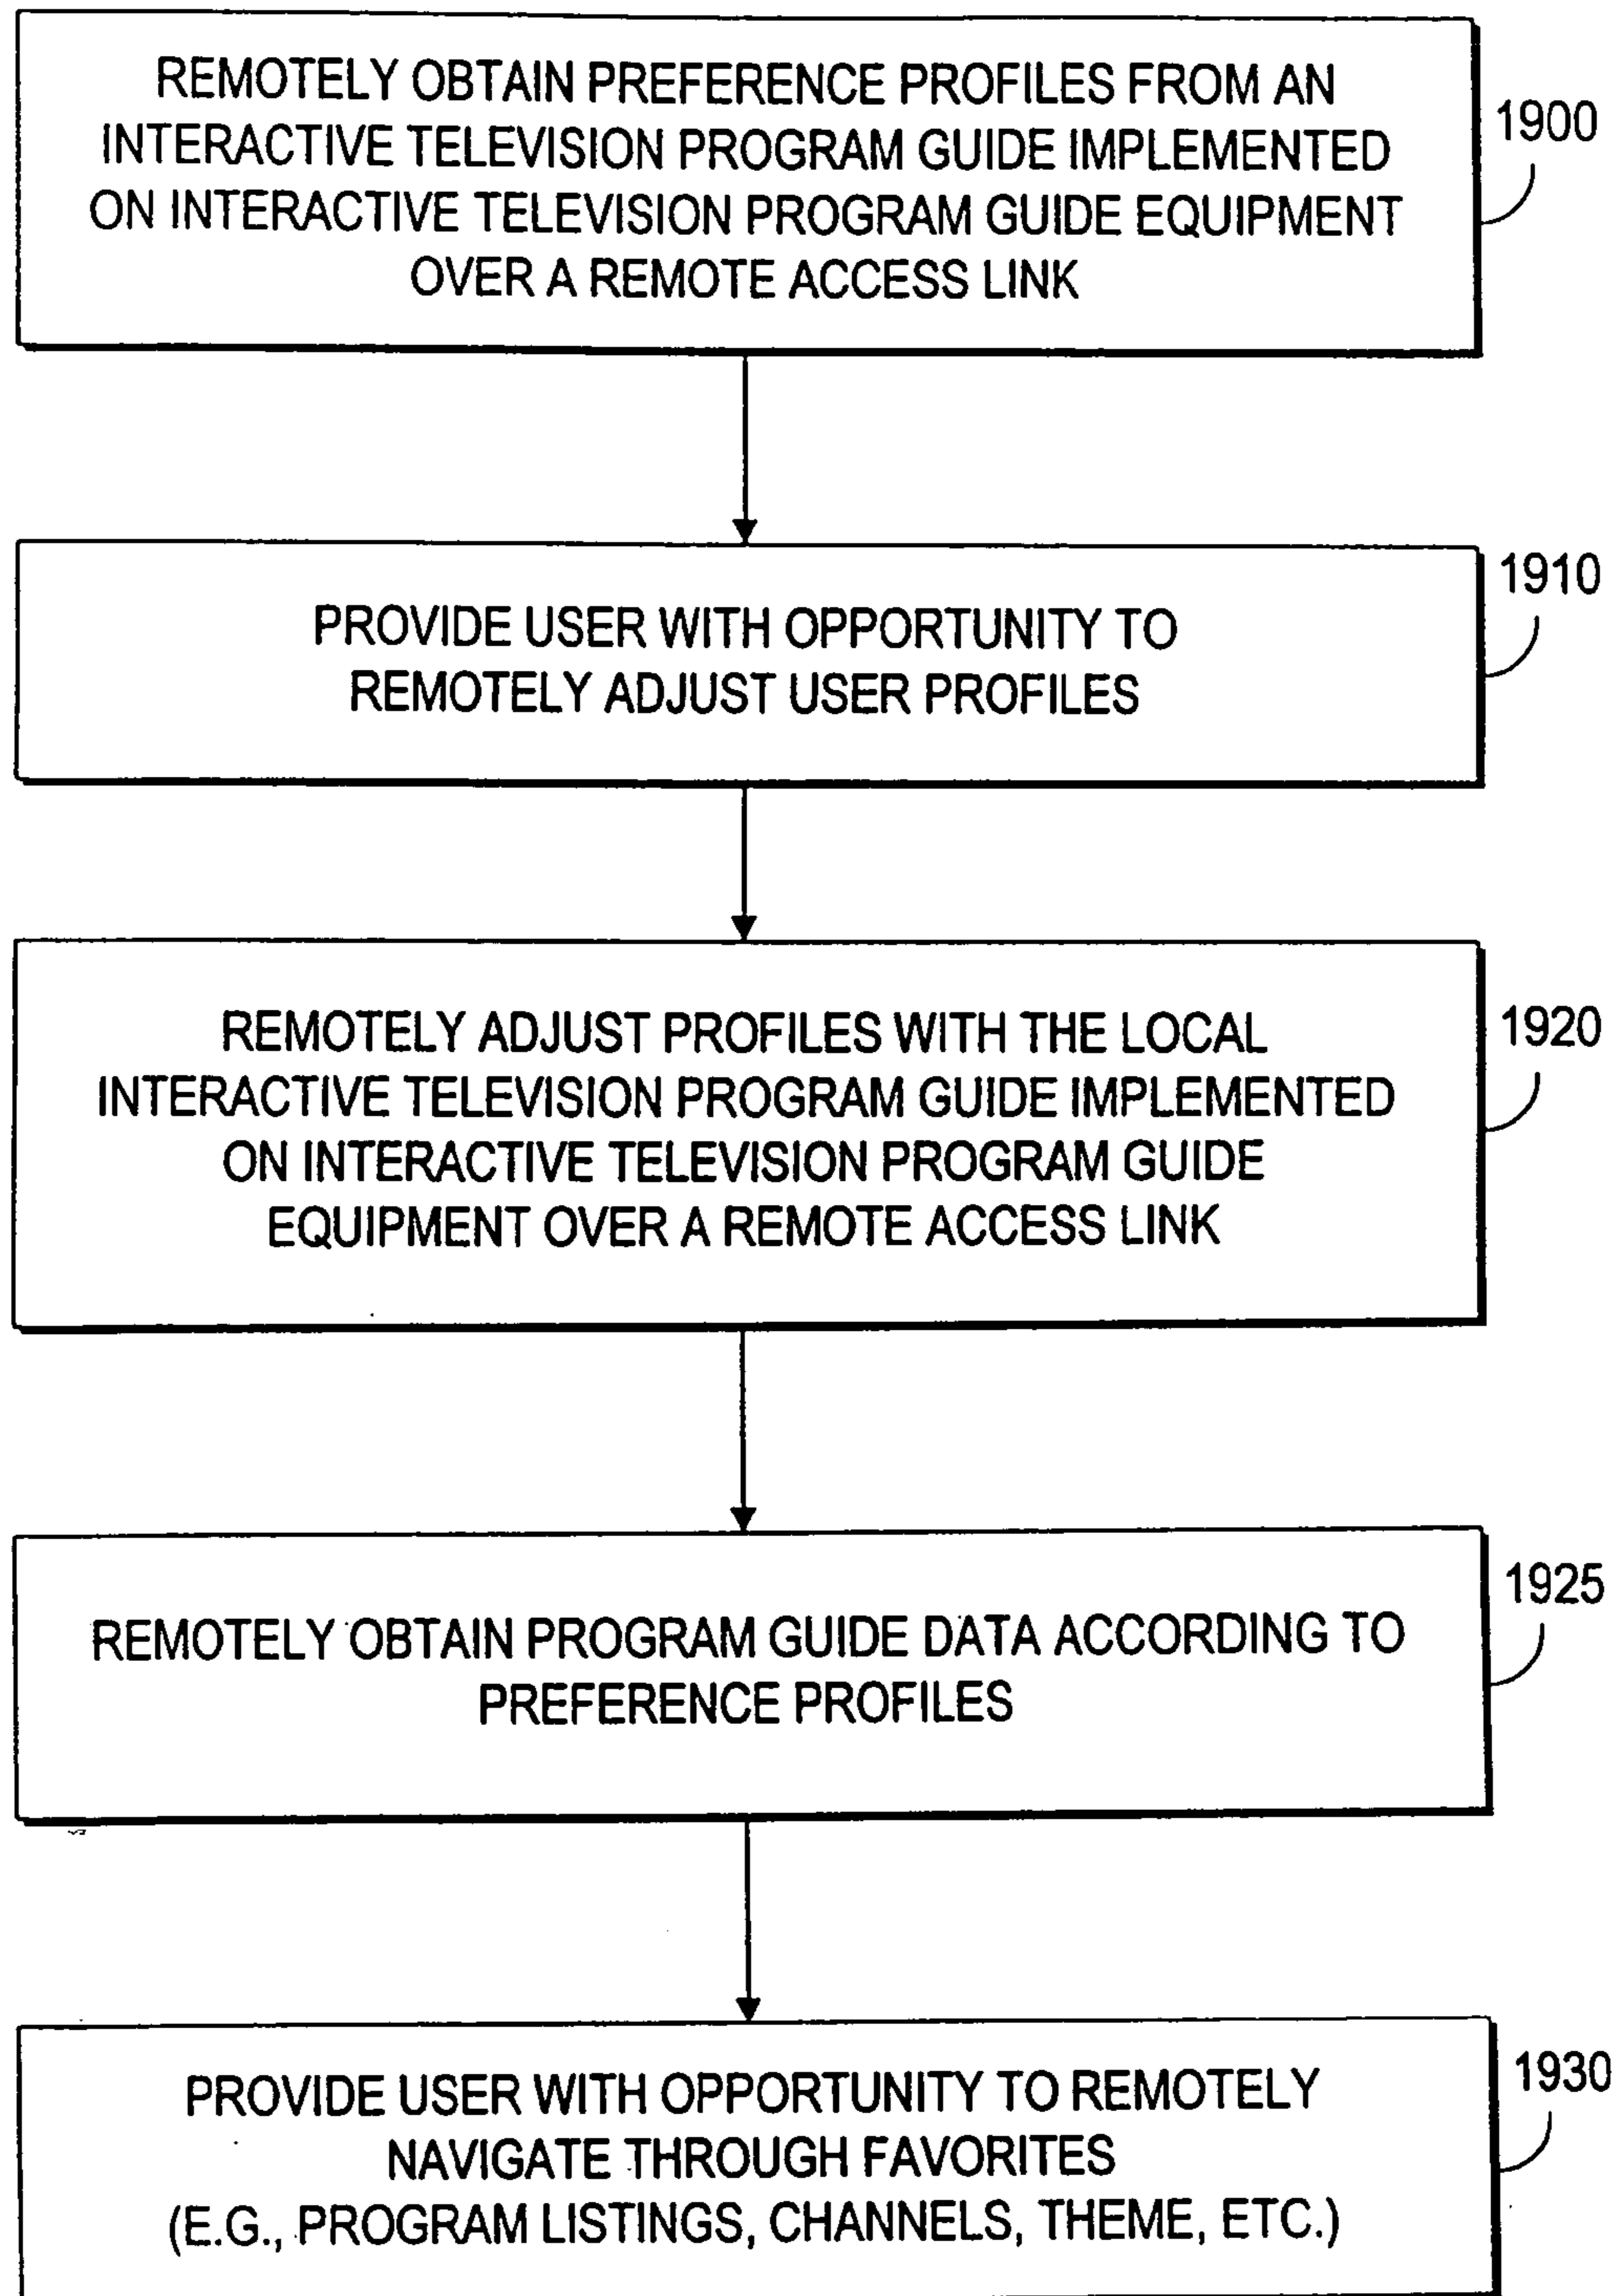 REMOTELY OBTAIN PREFERENCE PROFILES FROM AN
INTERACTIVE TELEVISION PROGRAM GUIDE IMPLEMENTED
ON INTERACTIVE TELEVISION PROGRAM GUIDE EQUIPMENT
OVER A REMOTE ACCESS LINK
1900
PROVIDE USER WITH OPPORTUNITY TO
REMOTELY ADJUST USER PROFILES
1910
REMOTELY ADJUST PROFILES WITH THE LOCAL
INTERACTIVE TELEVISION PROGRAM GUIDE IMPLEMENTED
ON INTERACTIVE TELEVISION PROGRAM GUIDE
EQUIPMENT OVER A REMOTE ACCESS LINK
1920
REMOTELY OBTAIN PROGRAM GUIDE DATA ACCORDING TO
PREFERENCE PROFILES
1925
PROVIDE USER WITH OPPORTUNITY TO REMOTELY
NAVIGATE THROUGH FAVORITES
(E.G., PROGRAM LISTINGS, CHANNELS, THEME, ETC.)
1930